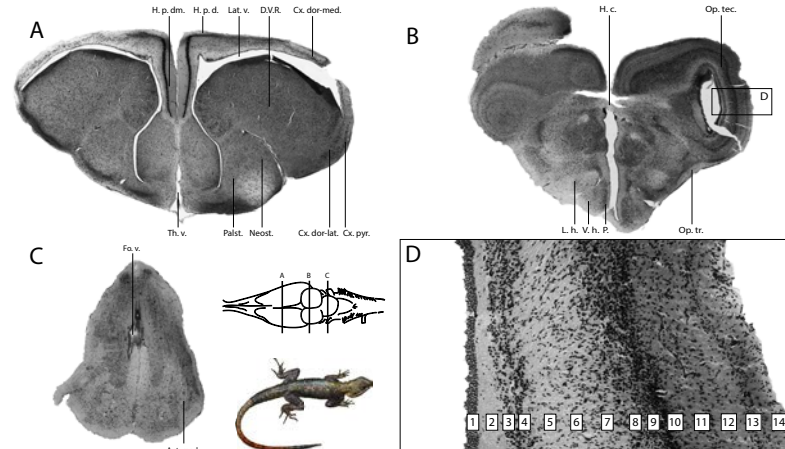 A
H. p. dm.
H. p. d.
Lat. v.
D.V.R.
Cx. dor-med.
Th. v.
Palst.
Neost.
Cx. dor-lat.
Cx. pyr.
B
H. c.
Op. tec.
D
L. h.
V. h.
P.
Op. tr.
C
Fo. v.
A
B
C
D
1
2
3
4
5
6
7
8
9
10
11
12
13
14